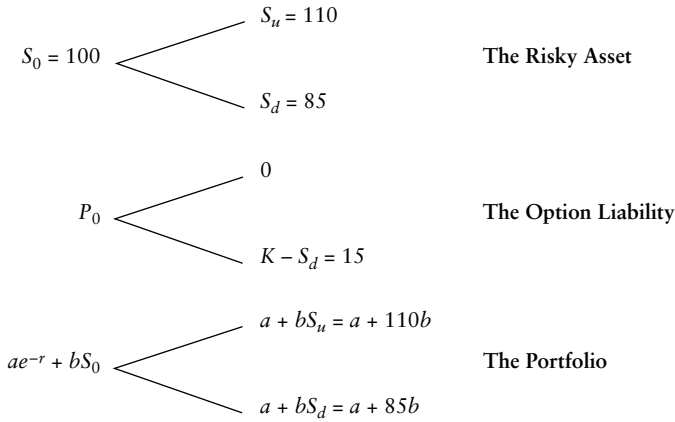 S_u = 110
S_0 = 100
The Risky Asset
S_d = 85
0
P_0
The Option Liability
K – S_d = 15
a + bS_u = a + 110b
ae^{–r} + bS_0
The Portfolio
a + bS_d = a + 85b